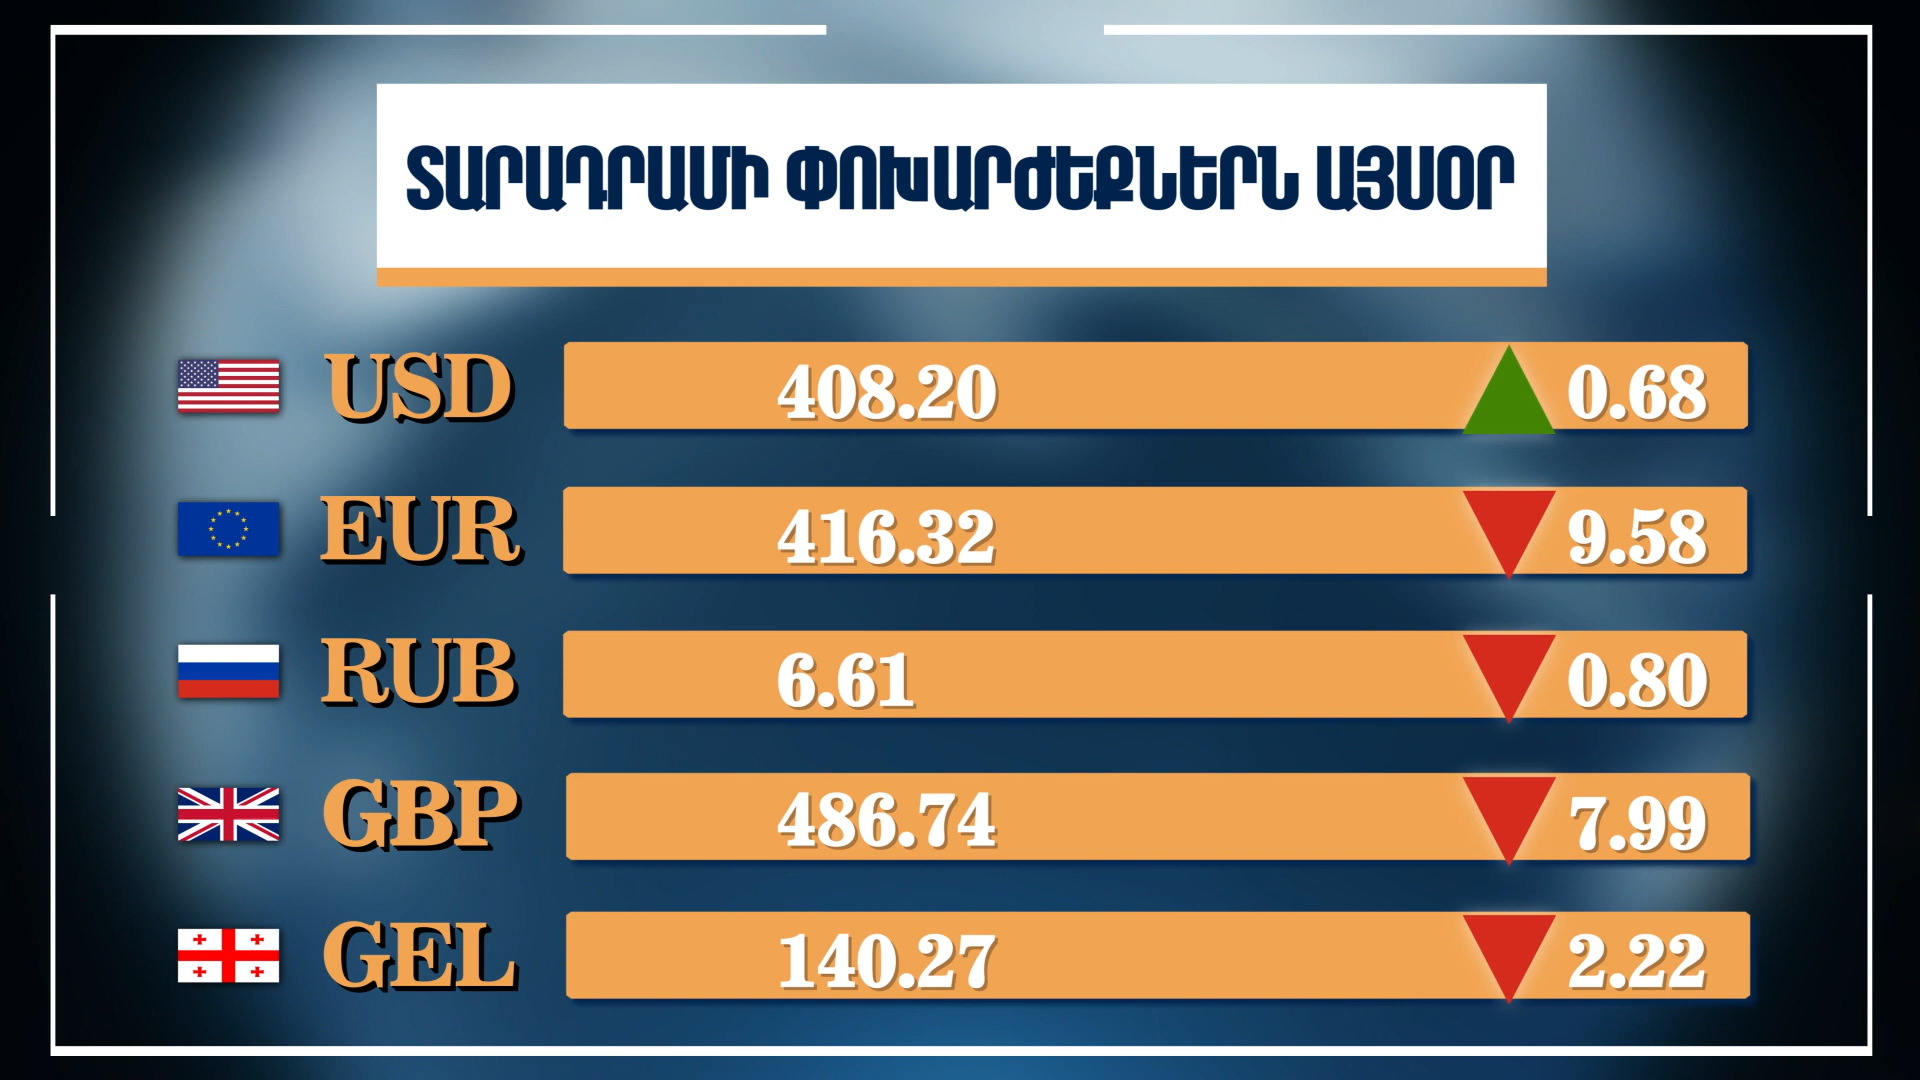 ՏԱՐԱԴՐԱՄԻ ՓՈԽԱՐԺԵՔՆԵՐՆ ԱՅՍՕՐ
USD 408.20 0.68
EUR 416.32 9.58
RUB 6.61 0.80
GBP 486.74 7.99
GEL 140.27 2.22